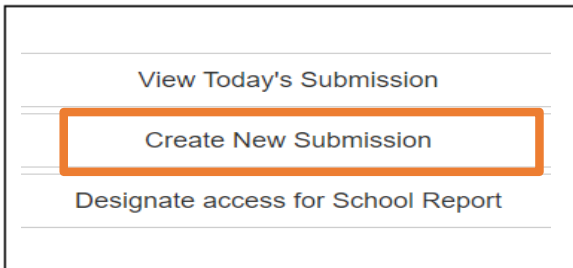 View Today's Submission
Create New Submission
Designate access for School Report